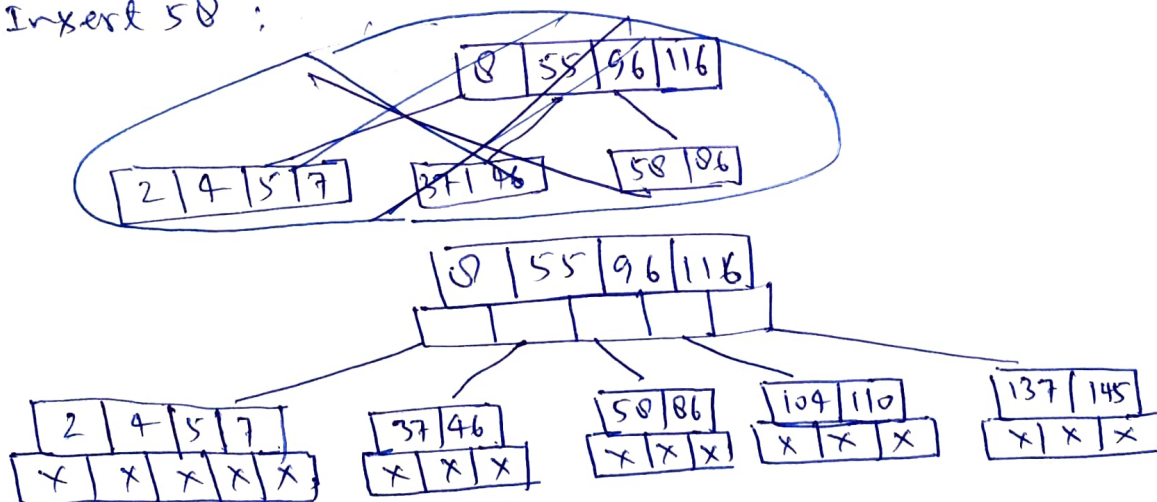 Insert 58 :
8 55 96 116
2 4 5 7 37 46 58 86
8 55 96 116
2 4 5 7 37 46 58 86 104 110 137 145
x x x x x x x x x x x x x x x x x